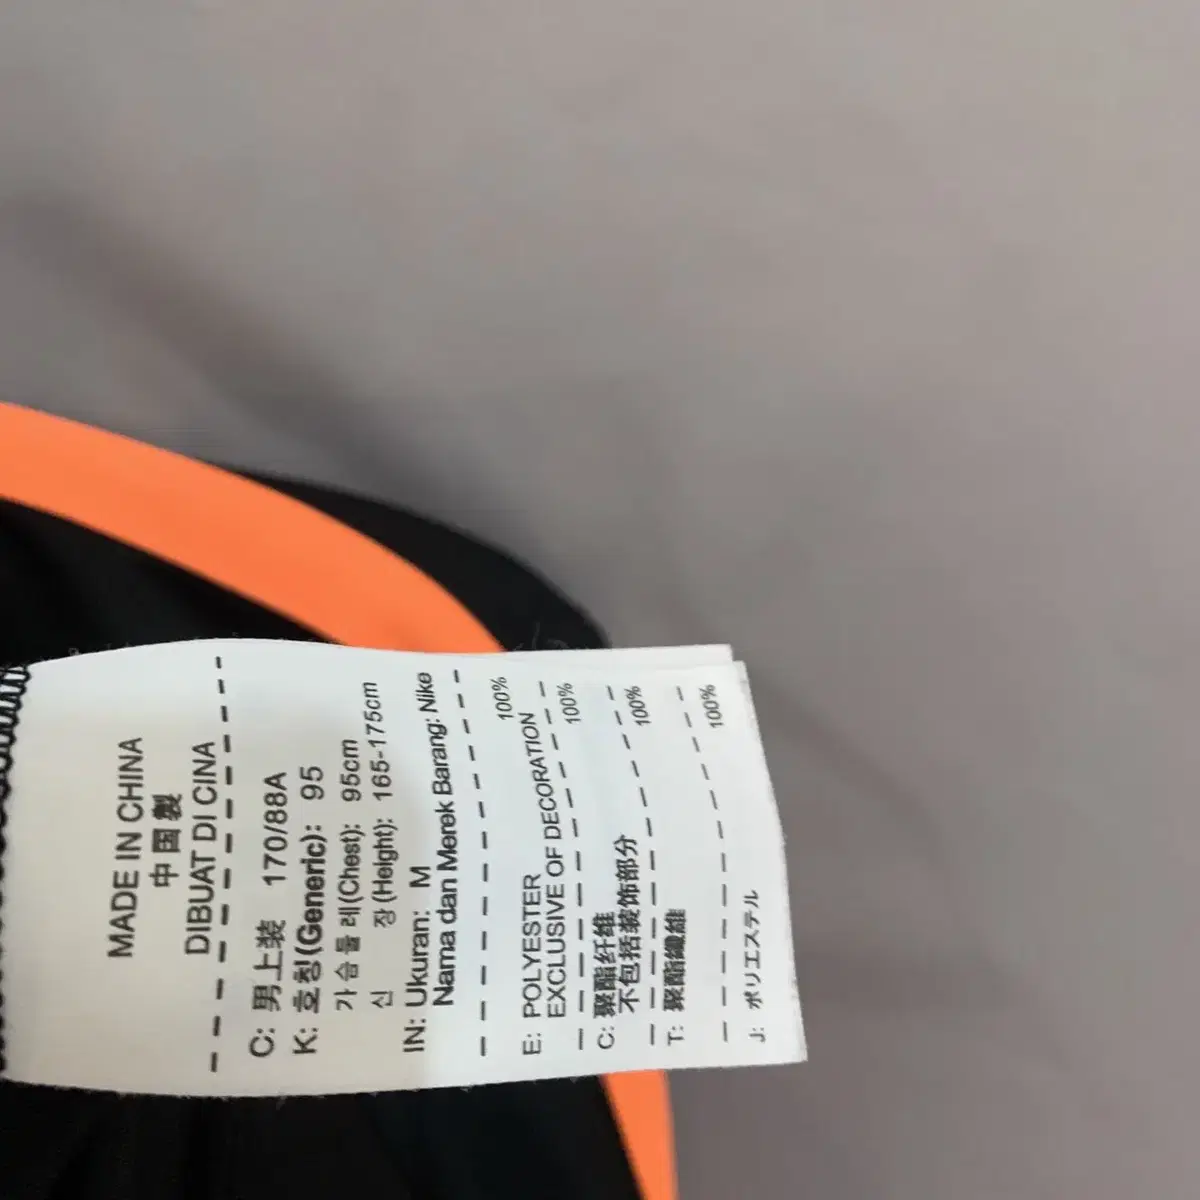 MADE IN CHINA
中国製
DIBUAT DI CINA
C: 男上装 170/88A
K: 호칭(Generic): 95
가슴둘레(Chest): 95cm
신 장(Height): 165-175cm
IN: Ukuran: M
Nama dan Merek Barang: Nike
100%
E: POLYESTER
EXCLUSIVE OF DECORATION
100%
C: 聚酯纤维
不包括装饰部分
100%
T: 聚酯纖維
100%
J: ポリエステル